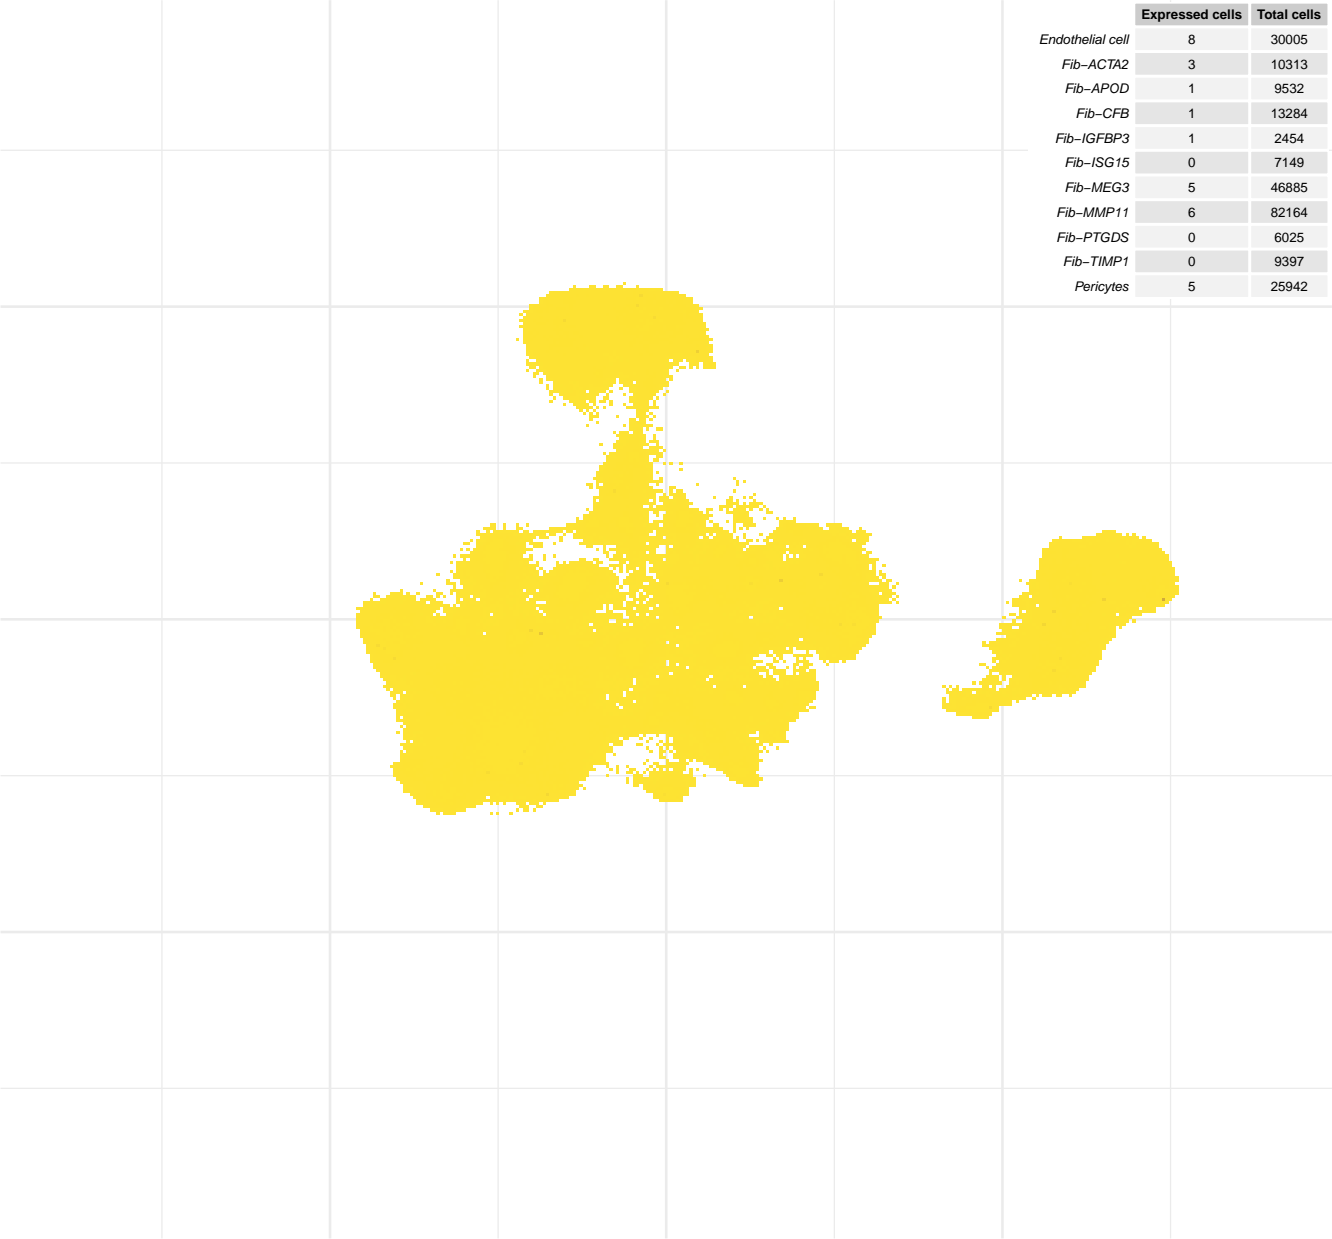 Expressed cells Total cells
Endothelial cell 8 30005
Fib−ACTA2 3 10313
Fib−APOD 1 9532
Fib−CFB 1 13284
Fib−IGFBP3 1 2454
Fib−ISG15 0 7149
Fib−MEG3 5 46885
Fib−MMP11 6 82164
Fib−PTGDS 0 6025
Fib−TIMP1 0 9397
Pericytes 5 25942